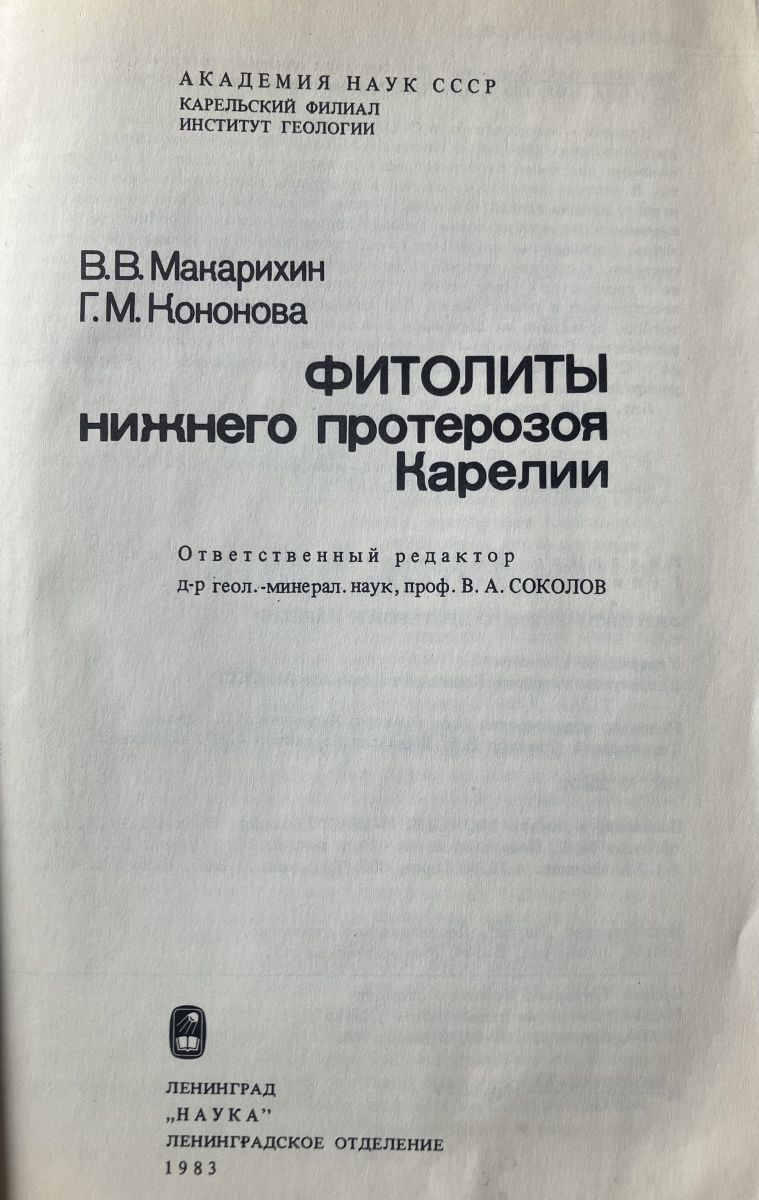 АКАДЕМИЯ НАУК СССР
КАРЕЛЬСКИЙ ФИЛИАЛ
ИНСТИТУТ ГЕОЛОГИИ
В.В. Макарихин
Г.М. Кононова
ФИТОЛИТЫ
нижнего протерозоя
Карелии
Ответственный редактор
д-р геол.-минерал. наук, проф. В. А. СОКОЛОВ
ЛЕНИНГРАД
„НАУКА”
ЛЕНИНГРАДСКОЕ ОТДЕЛЕНИЕ
1983